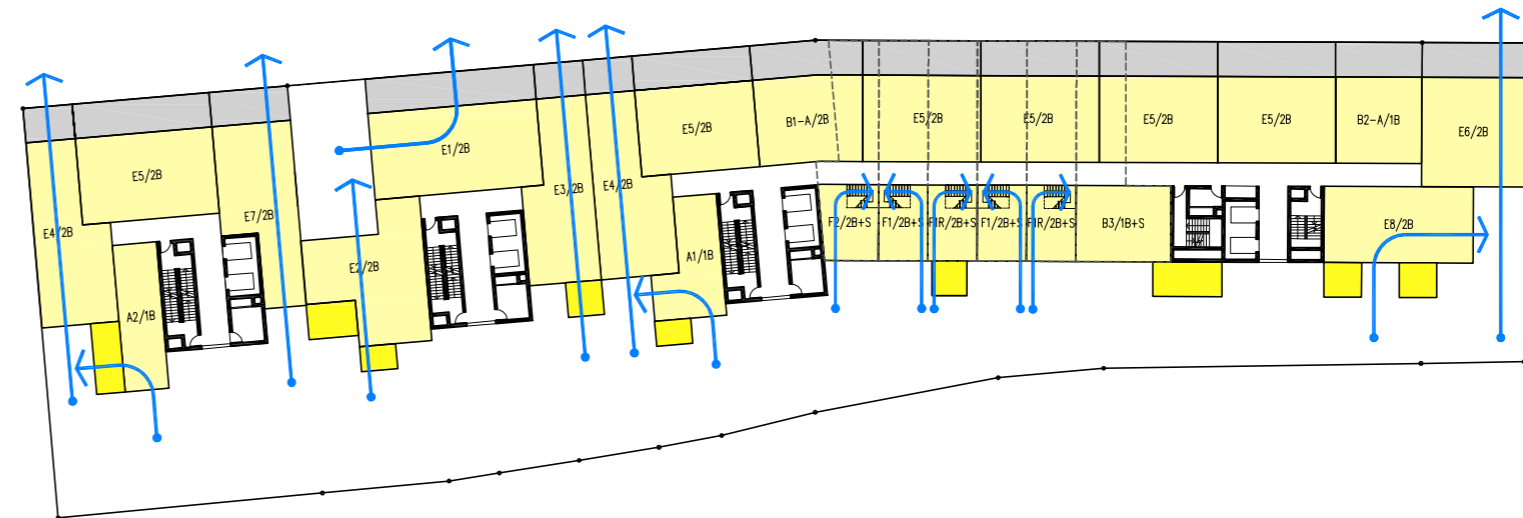 E4/2B
E5/2B
E7/2B
A2/1B
E1/2B
E2/2B
E3/2B
E4/2B
E5/2B
A1/1B
B1-A/2B
E5/2B
E5/2B
E5/2B
E5/2B
B2-A/1B
E6/2B
F2/2B+S
F1/2B+S
F1R/2B+S
F1/2B+S
F1R/2B+S
B3/1B+S
E8/2B